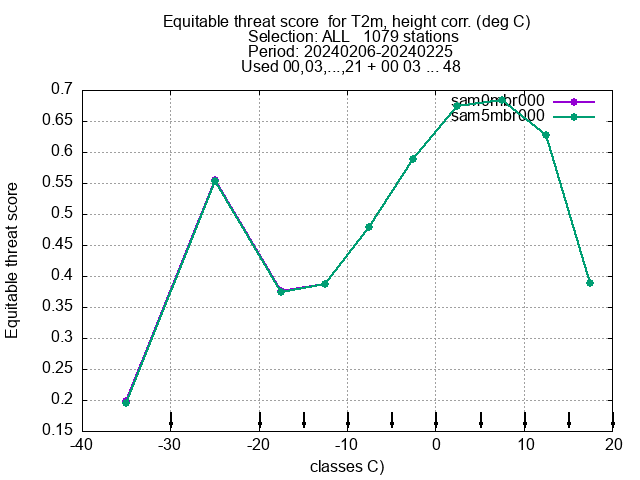 Equitable threat score for T2m, height corr. (deg C)
Selection: ALL 1079 stations
Period: 20240206-20240225
Used 00,03,...,21 + 00 03 ... 48
sam0mbr000
sam5mbr000
Equitable threat score
0.7
0.65
0.6
0.55
0.5
0.45
0.4
0.35
0.3
0.25
0.2
0.15
-40 -30 -20 -10 0 10 20
classes C)